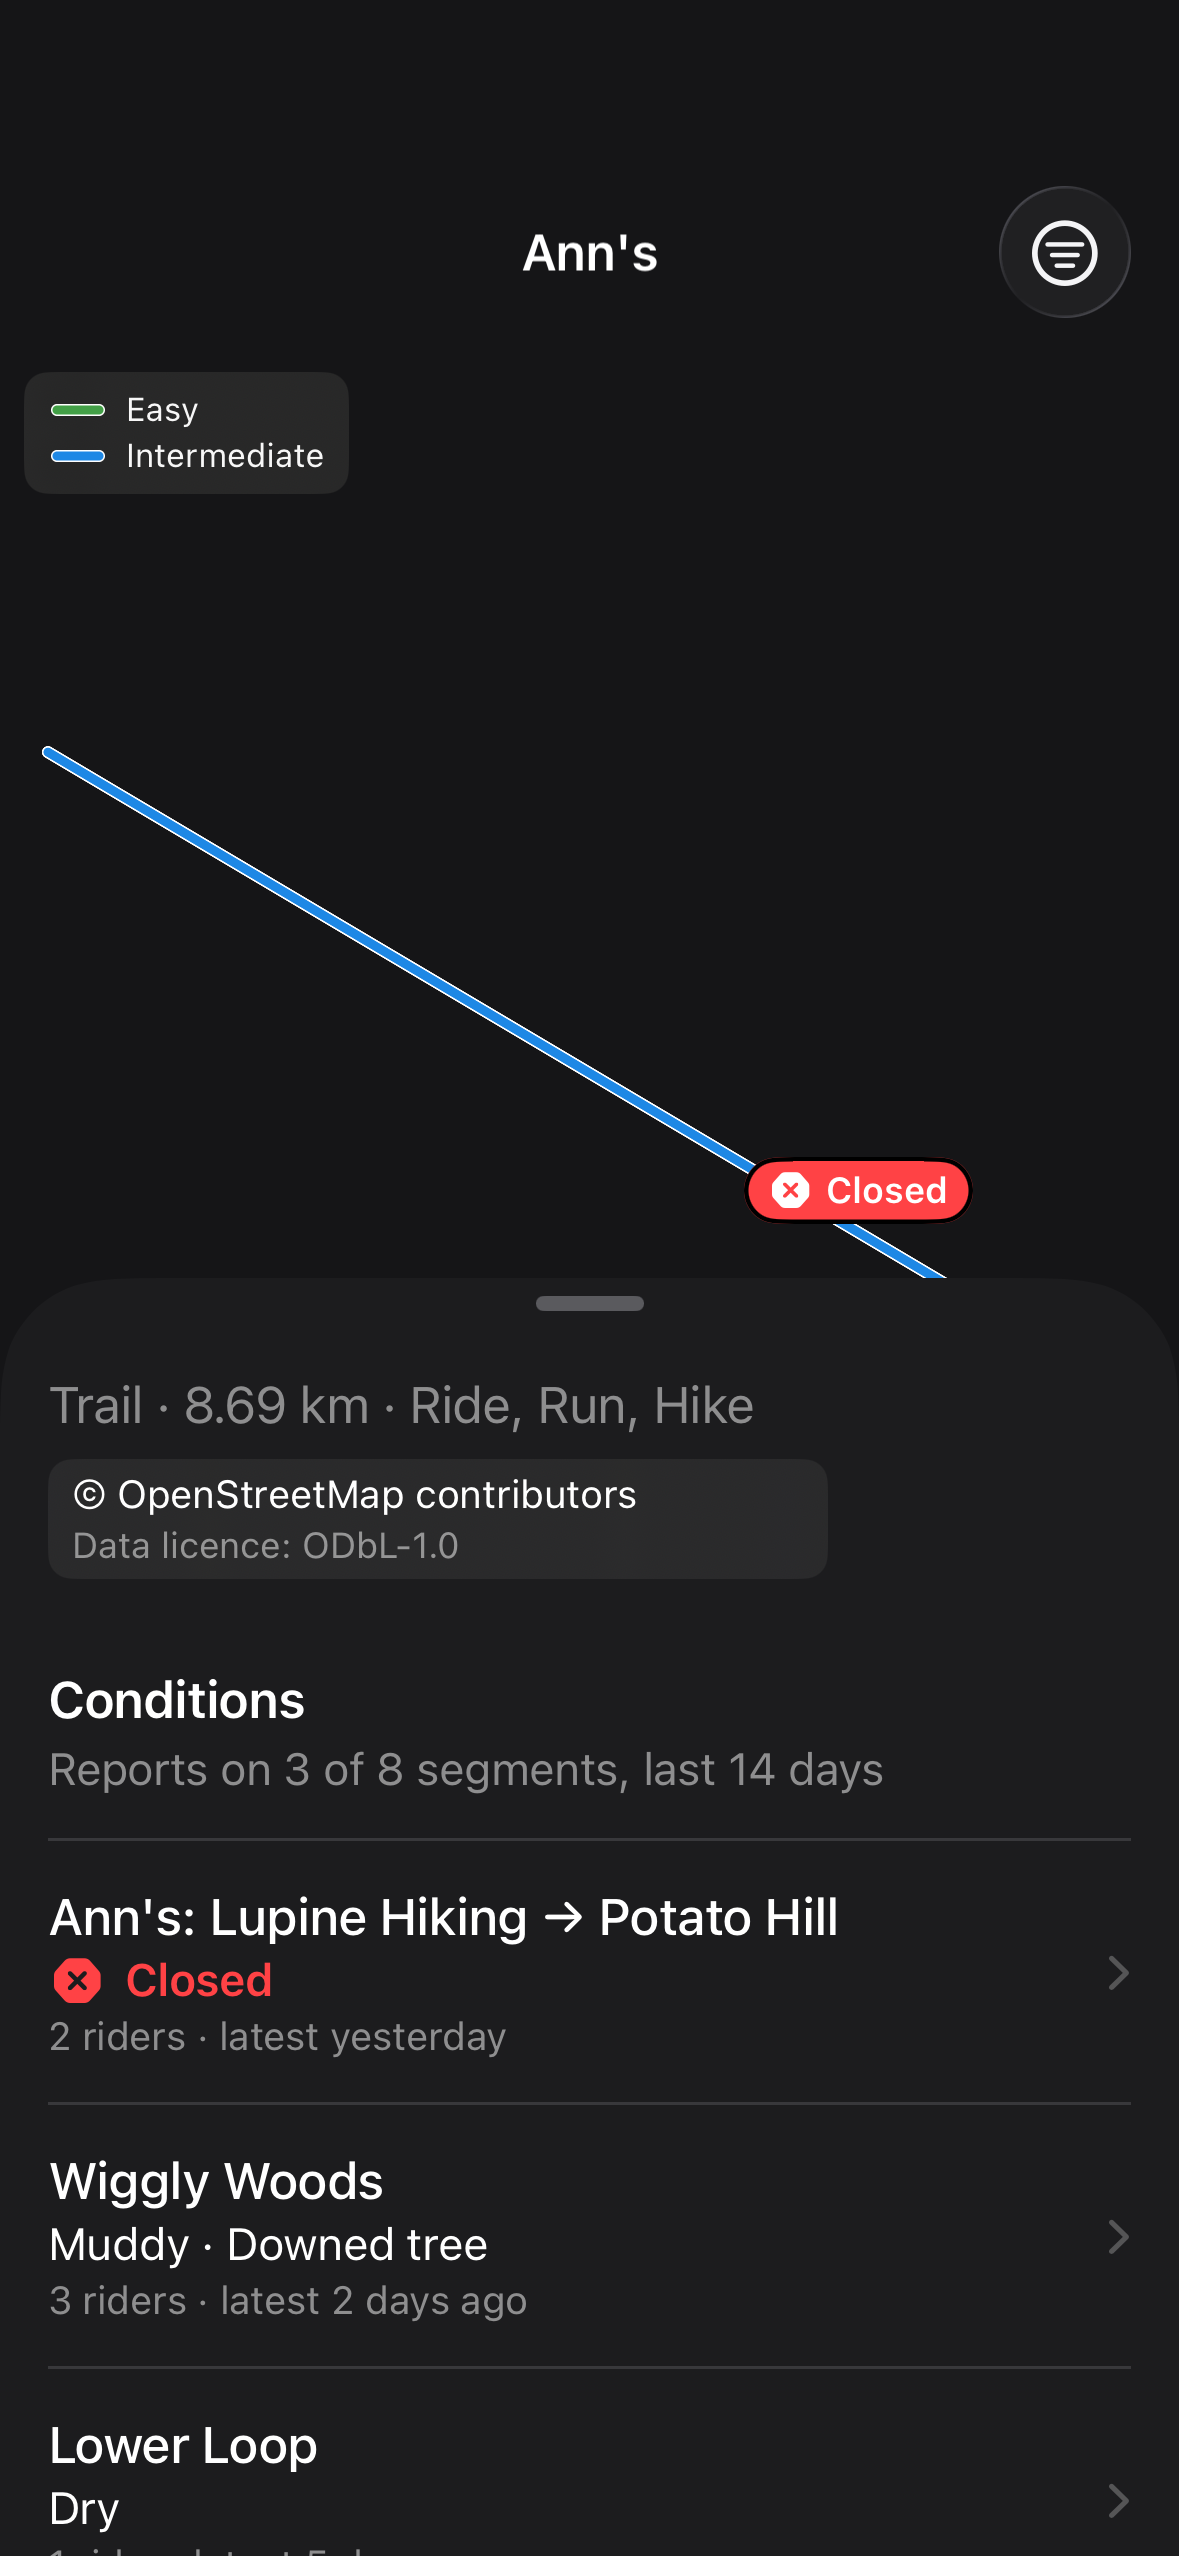 Ann's
Easy
Intermediate
Closed
Trail · 8.69 km · Ride, Run, Hike
© OpenStreetMap contributors
Data licence: ODbL-1.0
Conditions
Reports on 3 of 8 segments, last 14 days
Ann's: Lupine Hiking → Potato Hill
Closed
2 riders · latest yesterday
Wiggly Woods
Muddy · Downed tree
3 riders · latest 2 days ago
Lower Loop
Dry